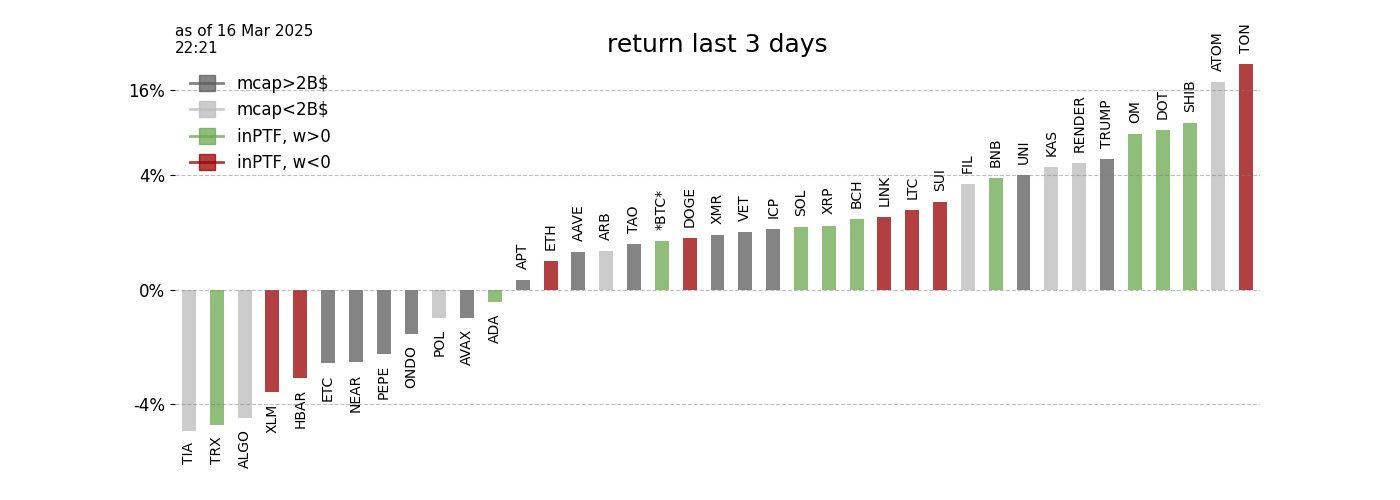 as of 16 Mar 2025
22:21
return last 3 days
mcap>2B$
mcap<2B$
inPTF, w>0
inPTF, w<0
16%
4%
0%
-4%
TIA
TRX
ALGO
XLM
HBAR
ETC
NEAR
PEPE
ONDO
POL
AVAX
ADA
APT
ETH
AAVE
ARB
TAO
*BTC*
DOGE
XMR
VET
ICP
SOL
XRP
BCH
LINK
LTC
SUI
FIL
BNB
UNI
KAS
RENDER
TRUMP
OM
DOT
SHIB
ATOM
TON